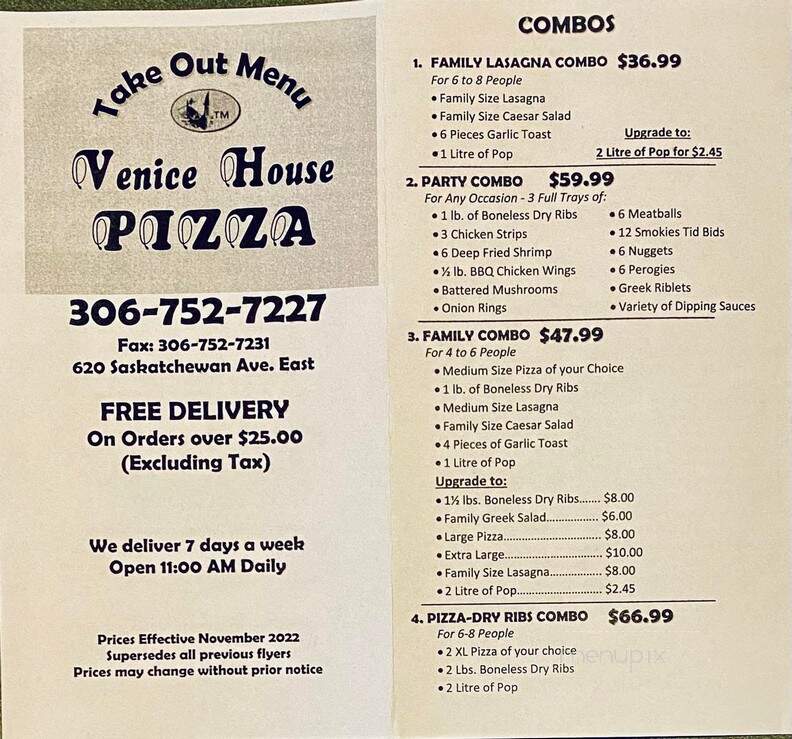 Take Out Menu
TM
Venice House
PIZZA
306-752-7227
Fax: 306-752-7231
620 Saskatchewan Ave. East
FREE DELIVERY
On Orders over $25.00
(Excluding Tax)
We deliver 7 days a week
Open 11:00 AM Daily
Prices Effective November 2022
Supersedes all previous flyers
Prices may change without prior notice
COMBOS
1. FAMILY LASAGNA COMBO $36.99
For 6 to 8 People
• Family Size Lasagna
• Family Size Caesar Salad
• 6 Pieces Garlic Toast
• 1 Litre of Pop
Upgrade to:
2 Litre of Pop for $2.45
2. PARTY COMBO $59.99
For Any Occasion - 3 Full Trays of:
• 1 lb. of Boneless Dry Ribs
• 3 Chicken Strips
• 6 Deep Fried Shrimp
• ½ lb. BBQ Chicken Wings
• Battered Mushrooms
• Onion Rings
• 6 Meatballs
• 12 Smokies Tid Bids
• 6 Nuggets
• 6 Perogies
• Greek Riblets
• Variety of Dipping Sauces
3. FAMILY COMBO $47.99
For 4 to 6 People
• Medium Size Pizza of your Choice
• 1 lb. of Boneless Dry Ribs
• Medium Size Lasagna
• Family Size Caesar Salad
• 4 Pieces of Garlic Toast
• 1 Litre of Pop
Upgrade to:
• 1½ lbs. Boneless Dry Ribs....... $8.00
• Family Greek Salad................. $6.00
• Large Pizza............................. $8.00
• Extra Large............................. $10.00
• Family Size Lasagna................. $8.00
• 2 Litre of Pop............................ $2.45
4. PIZZA-DRY RIBS COMBO $66.99
For 6-8 People
• 2 XL Pizza of your choice
• 2 Lbs. Boneless Dry Ribs
• 2 Litre of Pop
menupix